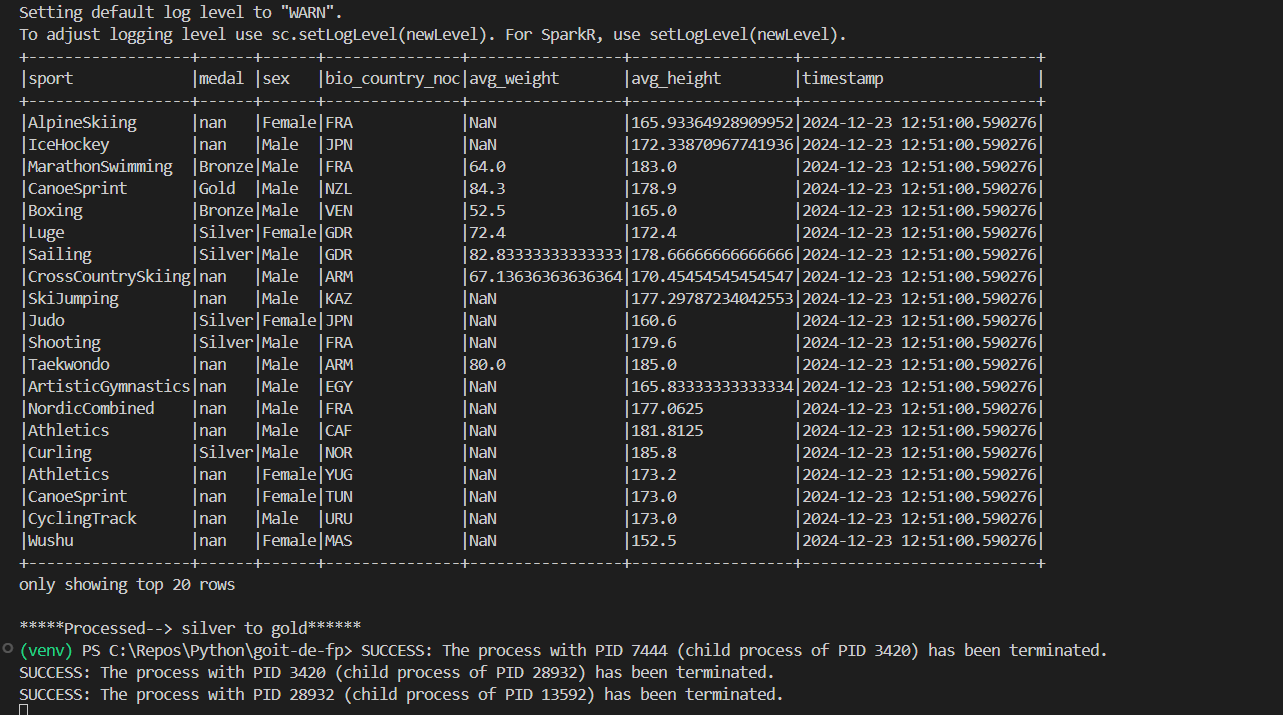 Setting default log level to "WARN".
To adjust logging level use sc.setLogLevel(newLevel). For SparkR, use setLogLevel(newLevel).
+------------------+------+------+---------------+-----------------+------------------+--------------------------+
|sport             |medal |sex   |bio_country_noc|avg_weight       |avg_height        |timestamp                 |
+------------------+------+------+---------------+-----------------+------------------+--------------------------+
|AlpineSkiing      |nan   |Female|FRA            |NaN              |165.93364928909952|2024-12-23 12:51:00.590276|
|IceHockey         |nan   |Male  |JPN            |NaN              |172.33870967741936|2024-12-23 12:51:00.590276|
|MarathonSwimming  |Bronze|Male  |FRA            |64.0             |183.0             |2024-12-23 12:51:00.590276|
|CanoeSprint       |Gold  |Male  |NZL            |84.3             |178.9             |2024-12-23 12:51:00.590276|
|Boxing            |Bronze|Male  |VEN            |52.5             |165.0             |2024-12-23 12:51:00.590276|
|Luge              |Silver|Female|GDR            |72.4             |172.4             |2024-12-23 12:51:00.590276|
|Sailing           |Silver|Male  |GDR            |82.83333333333333|178.66666666666666|2024-12-23 12:51:00.590276|
|CrossCountrySkiing|nan   |Male  |ARM            |67.13636363636364|170.45454545454547|2024-12-23 12:51:00.590276|
|SkiJumping        |nan   |Male  |KAZ            |NaN              |177.29787234042553|2024-12-23 12:51:00.590276|
|Judo              |Silver|Female|JPN            |NaN              |160.6             |2024-12-23 12:51:00.590276|
|Shooting          |Silver|Male  |FRA            |NaN              |179.6             |2024-12-23 12:51:00.590276|
|Taekwondo         |nan   |Male  |ARM            |80.0             |185.0             |2024-12-23 12:51:00.590276|
|ArtisticGymnastics|nan   |Male  |EGY            |NaN              |165.83333333333334|2024-12-23 12:51:00.590276|
|NordicCombined    |nan   |Male  |FRA            |NaN              |177.0625          |2024-12-23 12:51:00.590276|
|Athletics         |nan   |Male  |CAF            |NaN              |181.8125          |2024-12-23 12:51:00.590276|
|Curling           |Silver|Male  |NOR            |NaN              |185.8             |2024-12-23 12:51:00.590276|
|Athletics         |nan   |Female|YUG            |NaN              |173.2             |2024-12-23 12:51:00.590276|
|CanoeSprint       |nan   |Female|TUN            |NaN              |173.0             |2024-12-23 12:51:00.590276|
|CyclingTrack      |nan   |Male  |URU            |NaN              |173.0             |2024-12-23 12:51:00.590276|
|Wushu             |nan   |Female|MAS            |NaN              |152.5             |2024-12-23 12:51:00.590276|
+------------------+------+------+---------------+-----------------+------------------+--------------------------+
only showing top 20 rows
*****Processed--> silver to gold******
(venv) PS C:\Repos\Python\goit-de-fp> SUCCESS: The process with PID 7444 (child process of PID 3420) has been terminated.
SUCCESS: The process with PID 3420 (child process of PID 28932) has been terminated.
SUCCESS: The process with PID 28932 (child process of PID 13592) has been terminated.